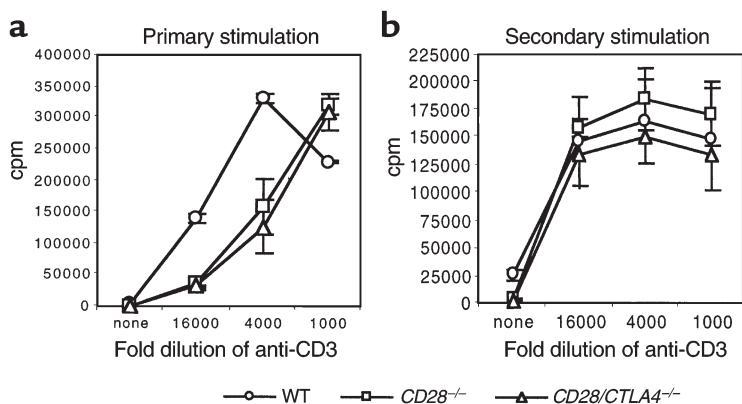 a
Primary stimulation
400000
350000
300000
250000
200000
150000
100000
50000
0
cpm
none 16000 4000 1000
Fold dilution of anti-CD3
b
Secondary stimulation
225000
200000
175000
150000
125000
100000
75000
50000
25000
0
cpm
none 16000 4000 1000
Fold dilution of anti-CD3
WT CD28–/– CD28/CTLA4–/–